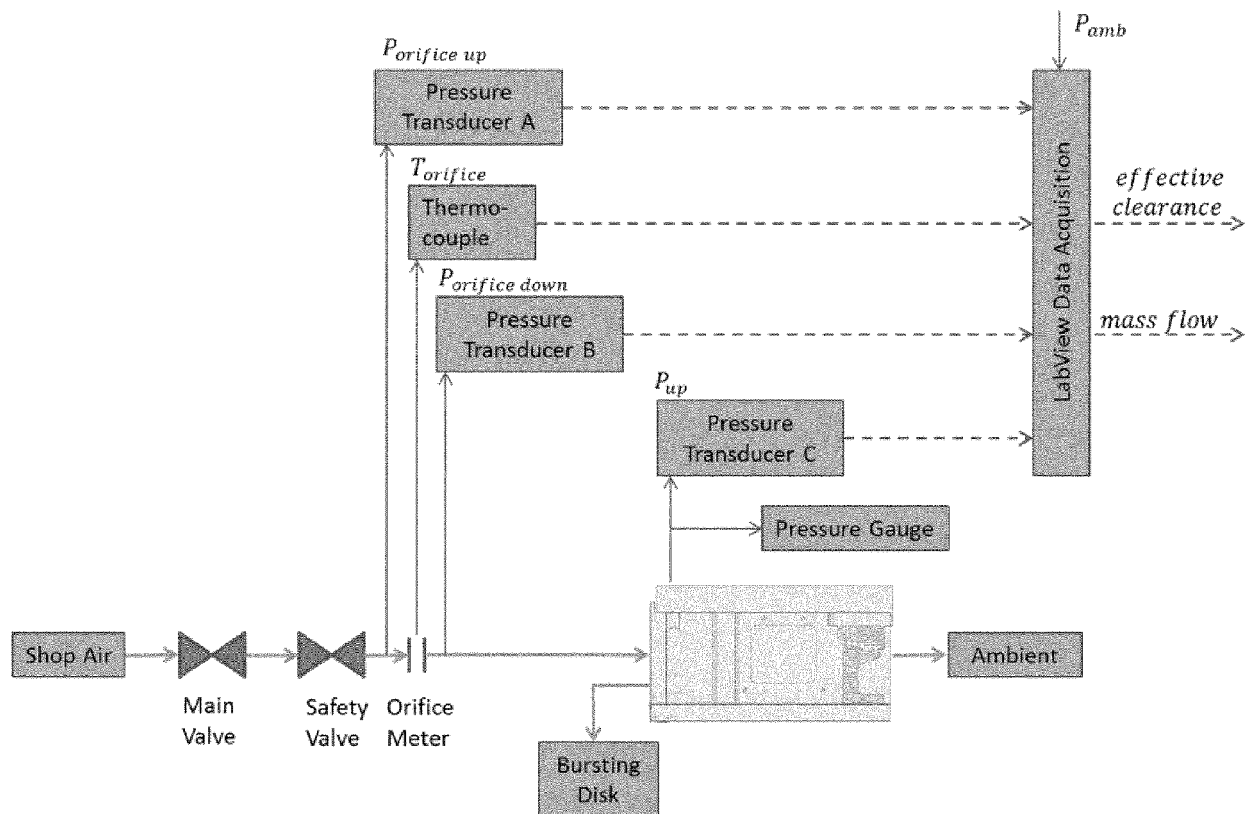 P_amb
P_orifice up
Pressure
Transducer A
T_orifice
Thermo-
couple
P_orifice down
Pressure
Transducer B
P_up
Pressure
Transducer C
LabView Data Acquisition
effective
clearance
mass flow
Pressure Gauge
Shop Air
Ambient
Main
Valve
Safety
Valve
Orifice
Meter
Bursting
Disk